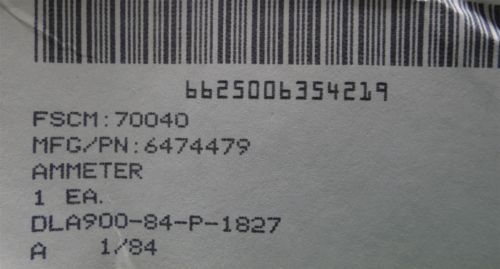 6625006354219
FSCM:70040
MFG/PN:6474479
AMMETER
1 EA.
DLA900-84-P-1827
A 1/84